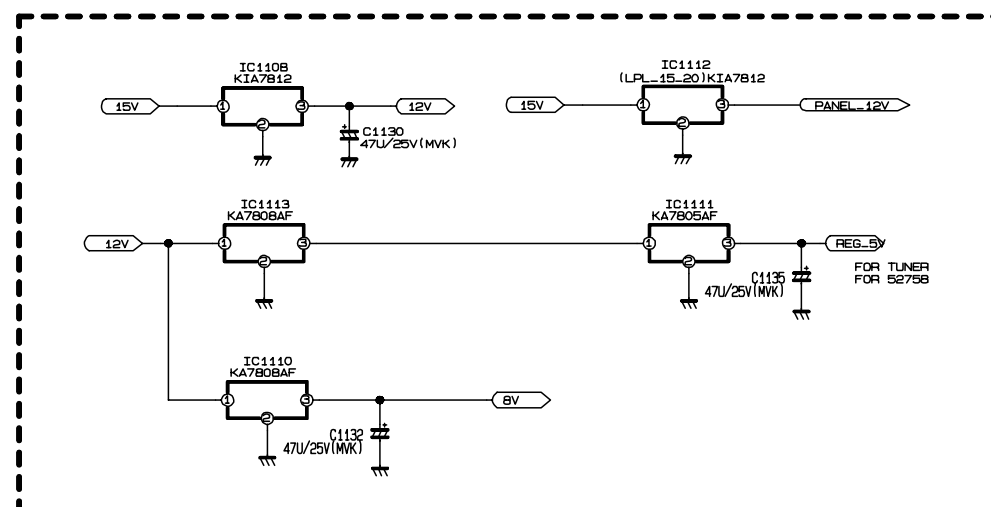 IC1108
KIA7812
15V
1
3
12V
2
C1130
47U/25V(MVK)
IC1112
(LPL_15_20)KIA7812
15V
1
3
PANEL_12V
2
IC1113
KA7808AF
12V
1
3
2
IC1111
KA7805AF
1
3
REG_5V
2
C1135
47U/25V(MVK)
FOR TUNER
FOR 52758
IC1110
KA7808AF
1
3
8V
2
C1132
47U/25V(MVK)